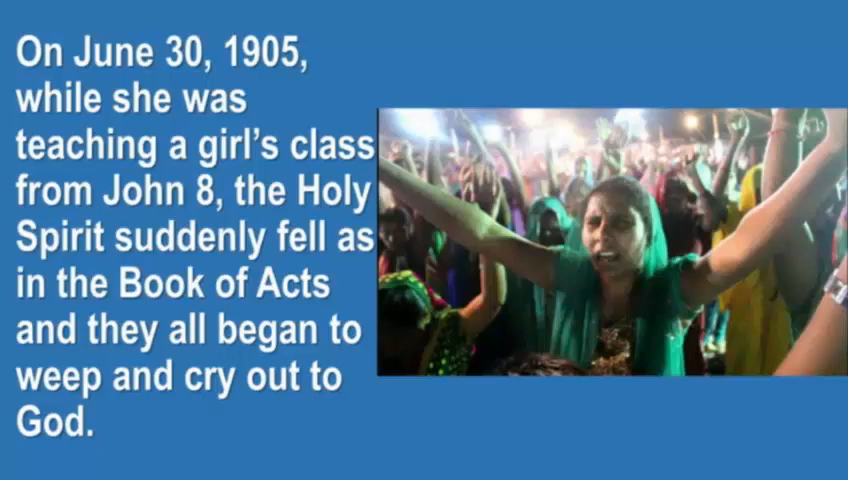 On June 30, 1905,
while she was
teaching a girl’s class
from John 8, the Holy
Spirit suddenly fell as
in the Book of Acts
and they all began to
weep and cry out to
God.